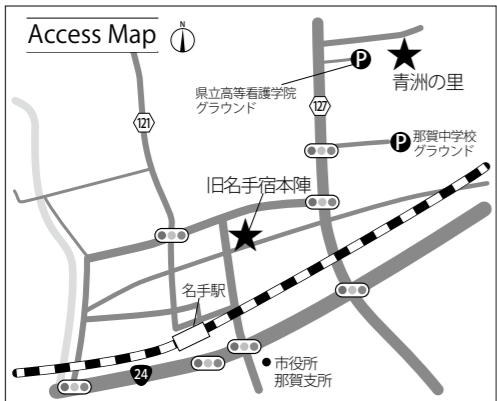 Access Map
N
県立高等看護学院
グラウンド
P
青洲の里
121
127
P
那賀中学校
グラウンド
旧名手宿本陣
名手駅
24
市役所
那賀支所